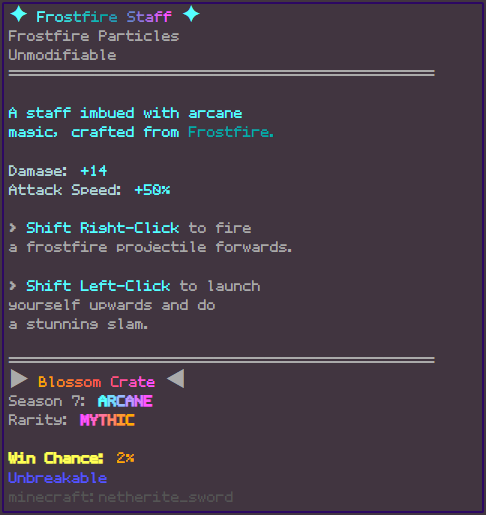 ✦ Frostfire Staff ✦
Frostfire Particles
Unmodifiable
A staff imbued with arcane
magic, crafted from Frostfire.
Damage: +14
Attack Speed: +50%
> Shift Right-Click to fire
a frostfire projectile forwards.
> Shift Left-Click to launch
yourself upwards and do
a stunning slam.
▶ Blossom Crate ◀
Season 7: ARCANE
Rarity: MYTHIC
Win Chance: 2%
Unbreakable
minecraft:netherite_sword